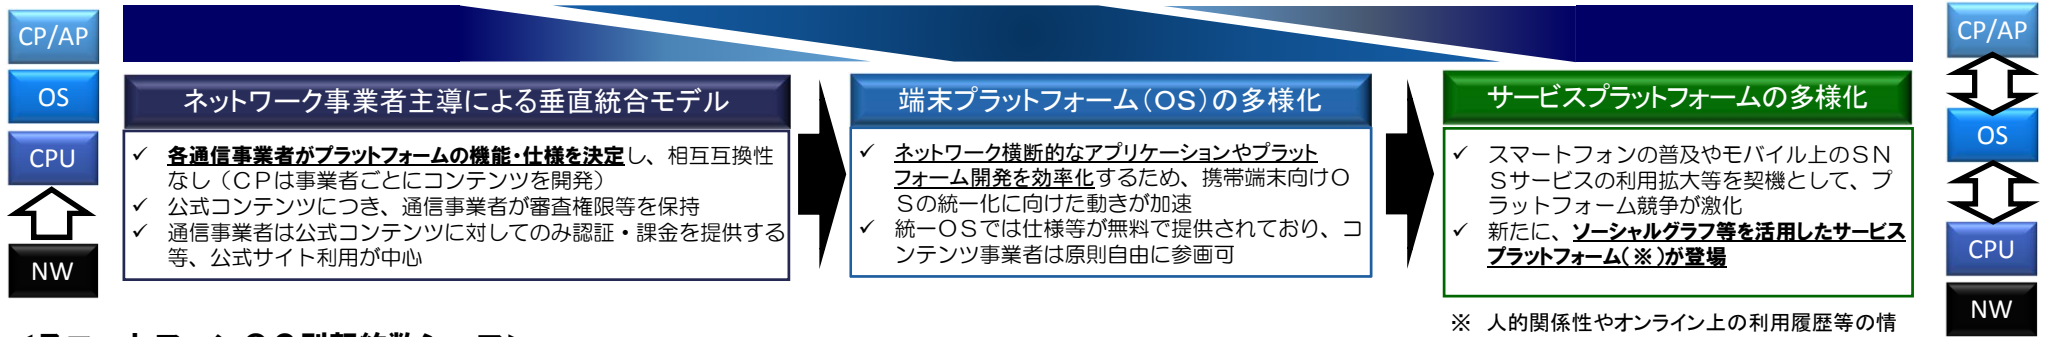 CP/AP
OS
CPU
NW
ネットワーク事業者主導による垂直統合モデル
✓ 各通信事業者がプラットフォームの機能・仕様を決定し、相互互換性
なし（ＣＰは事業者ごとにコンテンツを開発）
✓ 公式コンテンツにつき、通信事業者が審査権限等を保持
✓ 通信事業者は公式コンテンツに対してのみ認証・課金を提供する
等、公式サイト利用が中心
端末プラットフォーム（ＯＳ）の多様化
✓ ネットワーク横断的なアプリケーションやプラット
フォーム開発を効率化するため、携帯端末向けＯ
Ｓの統一化に向けた動きが加速
✓ 統一ＯＳでは仕様等が無料で提供されており、コ
ンテンツ事業者は原則自由に参画可
サービスプラットフォームの多様化
✓ スマートフォンの普及やモバイル上のＳＮ
Ｓサービスの利用拡大等を契機として、プ
ラットフォーム競争が激化
✓ 新たに、ソーシャルグラフ等を活用したサービス
プラットフォーム(※)が登場
※ 人的関係性やオンライン上の利用履歴等の情
CP/AP
OS
CPU
NW